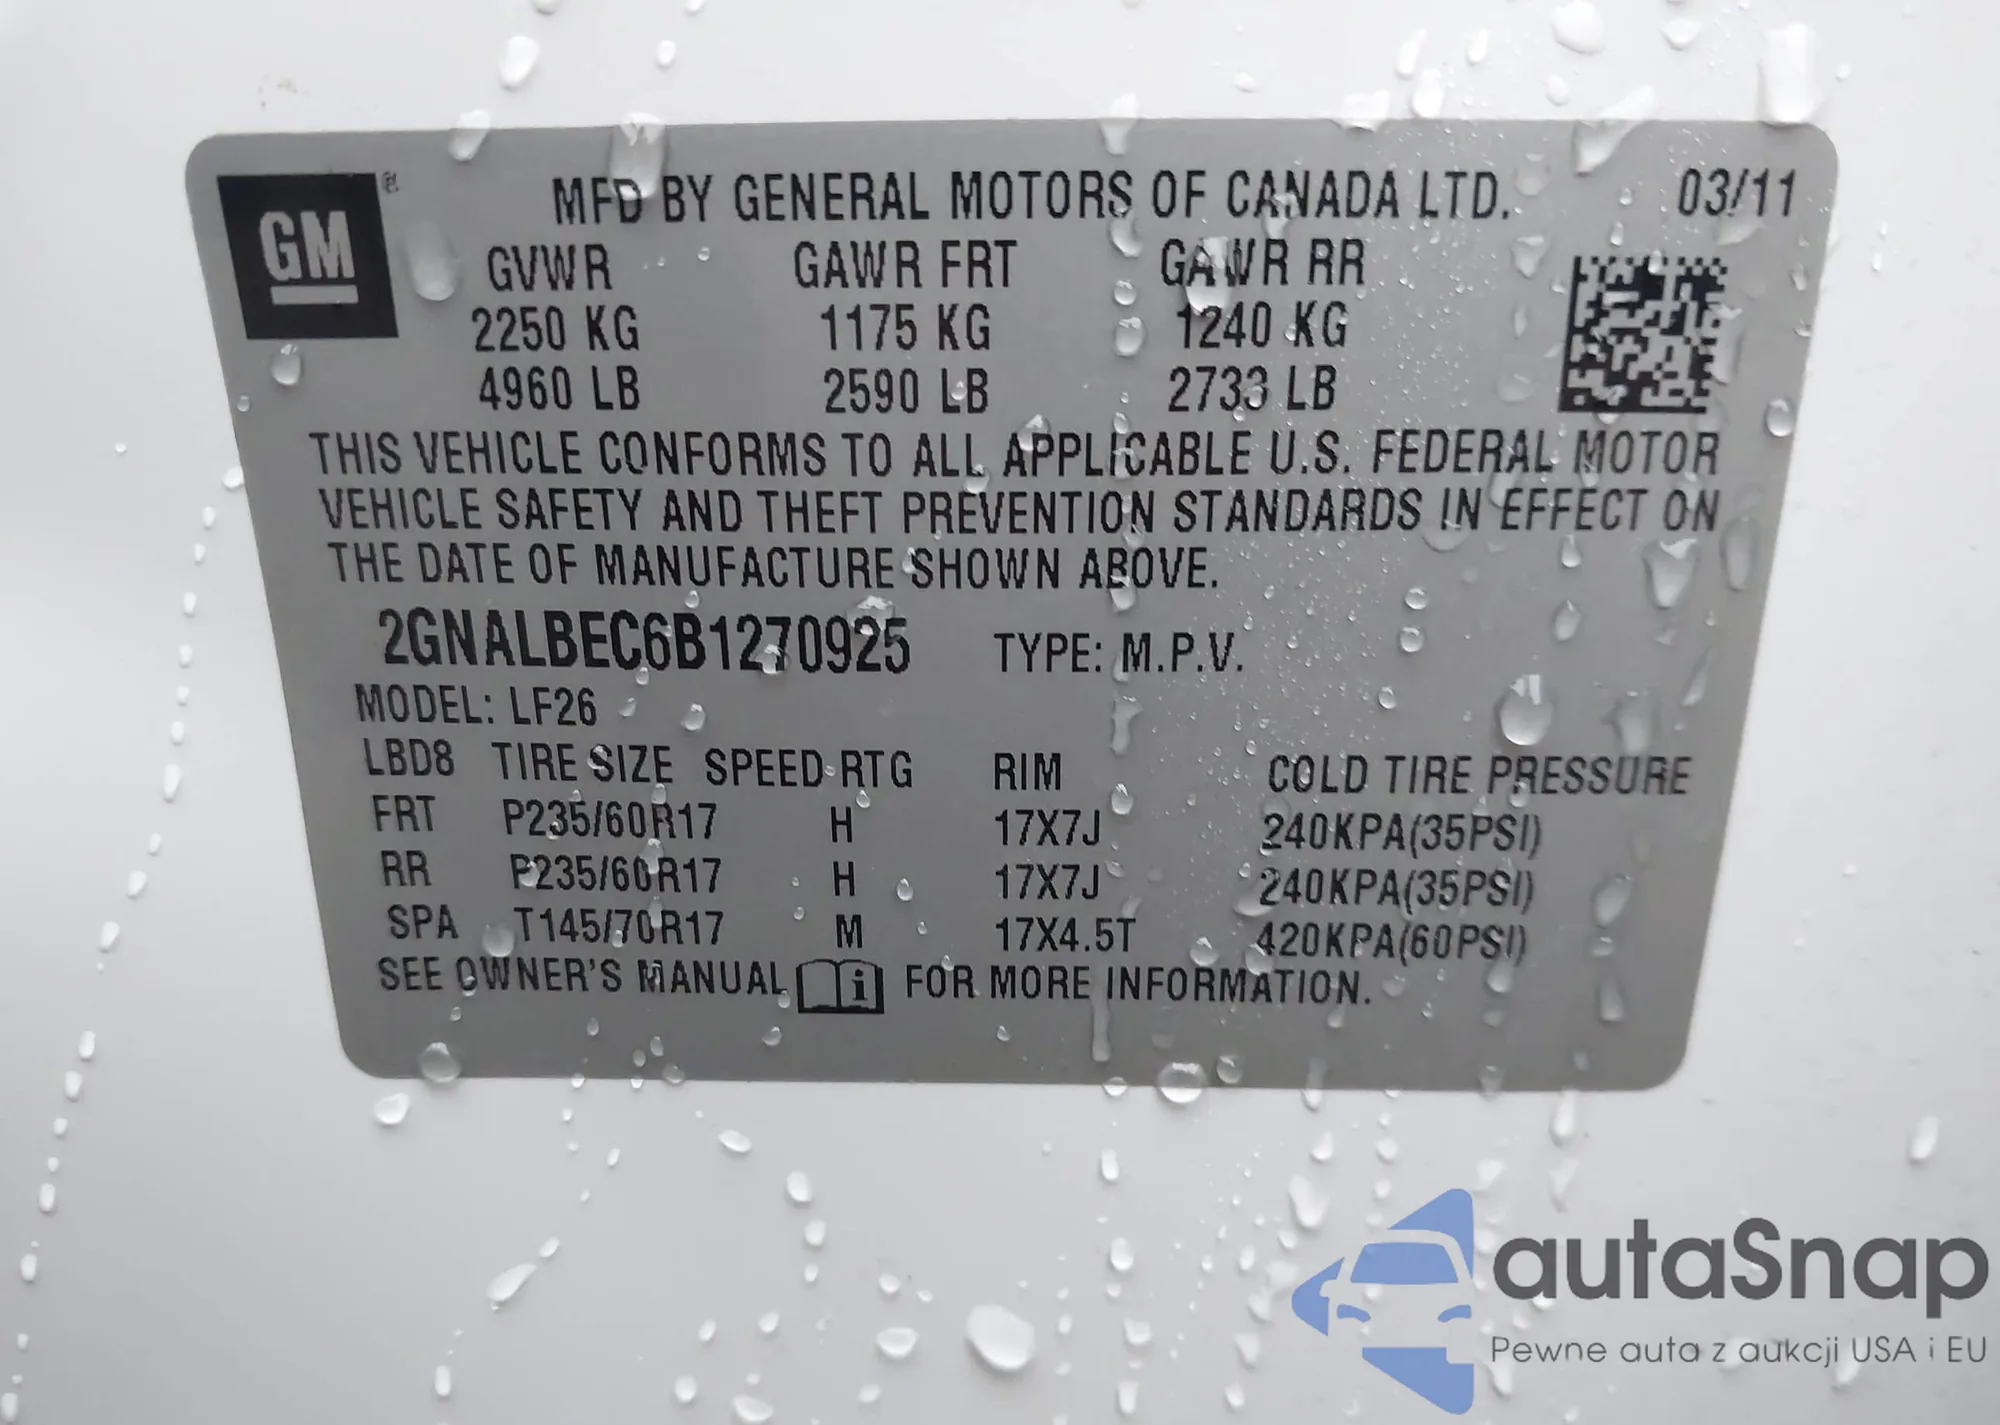 GM ® MFD BY GENERAL MOTORS OF CANADA LTD. 03/11
GVWR GAWR FRT GAWR RR
2250 KG 1175 KG 1240 KG
4960 LB 2590 LB 2733 LB
THIS VEHICLE CONFORMS TO ALL APPLICABLE U.S. FEDERAL MOTOR
VEHICLE SAFETY AND THEFT PREVENTION STANDARDS IN EFFECT ON
THE DATE OF MANUFACTURE SHOWN ABOVE.
2GNALBEC6B1270925 TYPE: M.P.V.
MODEL: LF26
LBD8 TIRE SIZE SPEED RTG RIM COLD TIRE PRESSURE
FRT P235/60R17 H 17X7J 240KPA(35PSI)
RR P235/60R17 H 17X7J 240KPA(35PSI)
SPA T145/70R17 M 17X4.5T 420KPA(60PSI)
SEE OWNER'S MANUAL i FOR MORE INFORMATION.
autaSnap
Pewne auta z aukcji USA i EU